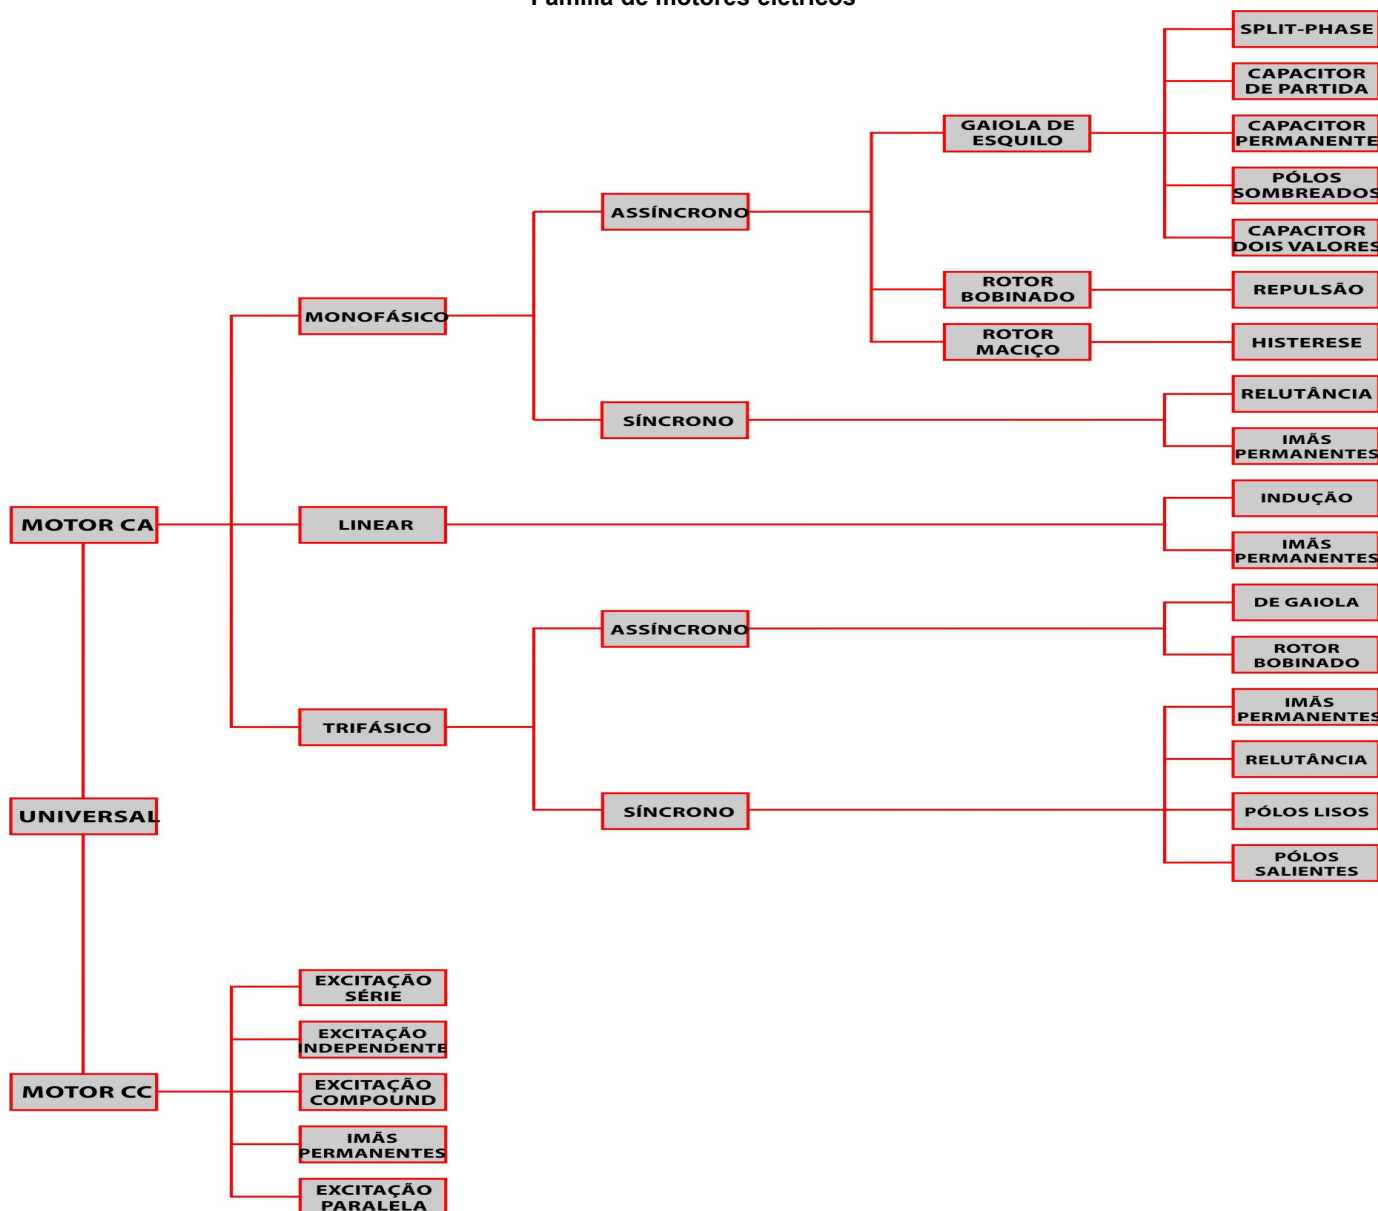 Família de motores elétricos
SPLIT-PHASE
CAPACITOR
DE PARTIDA
GAIOLA DE
ESQUILO
CAPACITOR
PERMANENTE
PÓLOS
SOMBREADOS
ASSÍNCRONO
CAPACITOR
DOIS VALORES
ROTOR
BOBINADO
REPULSÃO
MONOFÁSICO
ROTOR
MACIÇO
HISTERESE
RELUTÂNCIA
SÍNCRONO
IMÃS
PERMANENTES
INDUÇÃO
MOTOR CA
LINEAR
IMÃS
PERMANENTES
DE GAIOLA
ASSÍNCRONO
ROTOR
BOBINADO
IMÃS
PERMANENTES
TRIFÁSICO
RELUTÂNCIA
SÍNCRONO
PÓLOS LISOS
UNIVERSAL
PÓLOS
SALIENTES
EXCITAÇÃO
SÉRIE
EXCITAÇÃO
INDEPENDENTE
MOTOR CC
EXCITAÇÃO
COMPOUND
IMÃS
PERMANENTES
EXCITAÇÃO
PARALELA